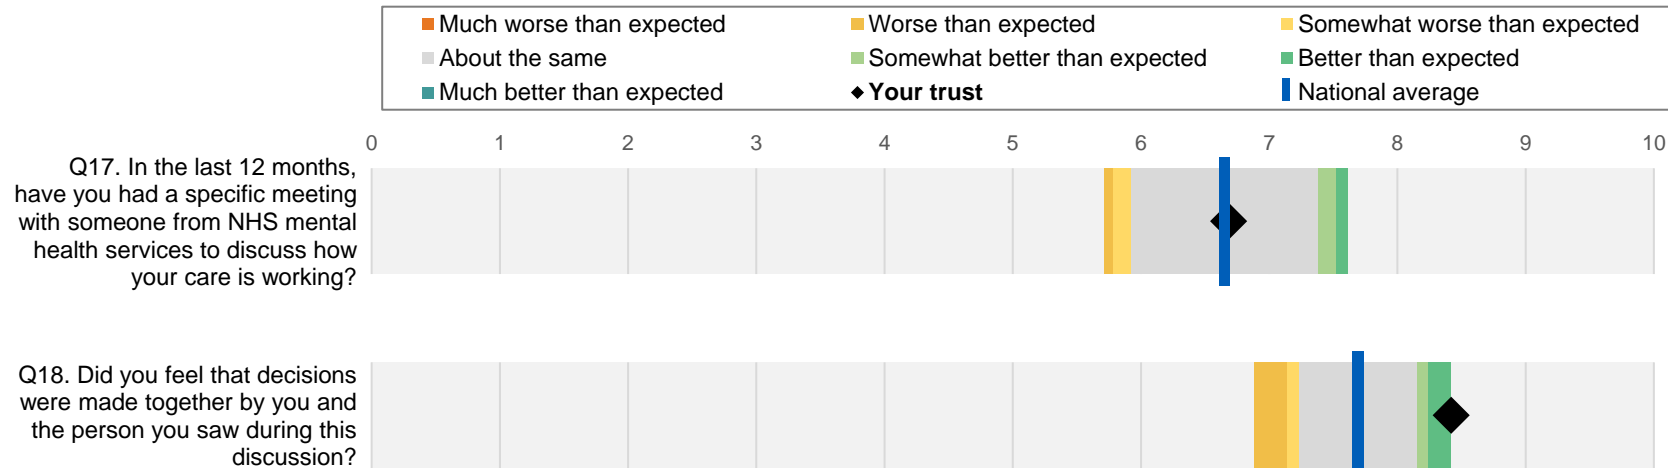 Much worse than expected
Worse than expected
Somewhat worse than expected
About the same
Somewhat better than expected
Better than expected
Much better than expected
Your trust
National average
0 1 2 3 4 5 6 7 8 9 10
Q17. In the last 12 months,
have you had a specific meeting
with someone from NHS mental
health services to discuss how
your care is working?
Q18. Did you feel that decisions
were made together by you and
the person you saw during this
discussion?